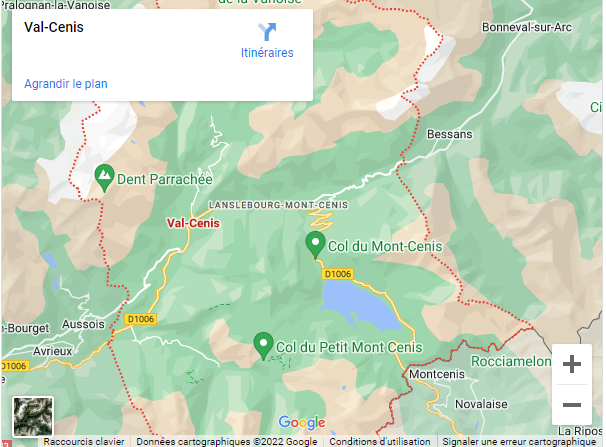 Pralognan-la-Vanoise
de la Vanoise
Val-Cenis
Itinéraires
Agrandir le plan
Bonneval-sur-Arc
Ci
Bessans
Dent Parrachée
LANSLEBOURG-MONT-CENIS
Val-Cenis
Col du Mont-Cenis
D1006
D1006
n-Bourget
Aussois
Avrieux
D1006
Col du Petit Mont Cenis
Rocciamelon
Montcenis
Novalaise
La Ripos
Google
Raccourcis clavier
Données cartographiques ©2022 Google
Conditions d'utilisation
Signaler une erreur cartographique